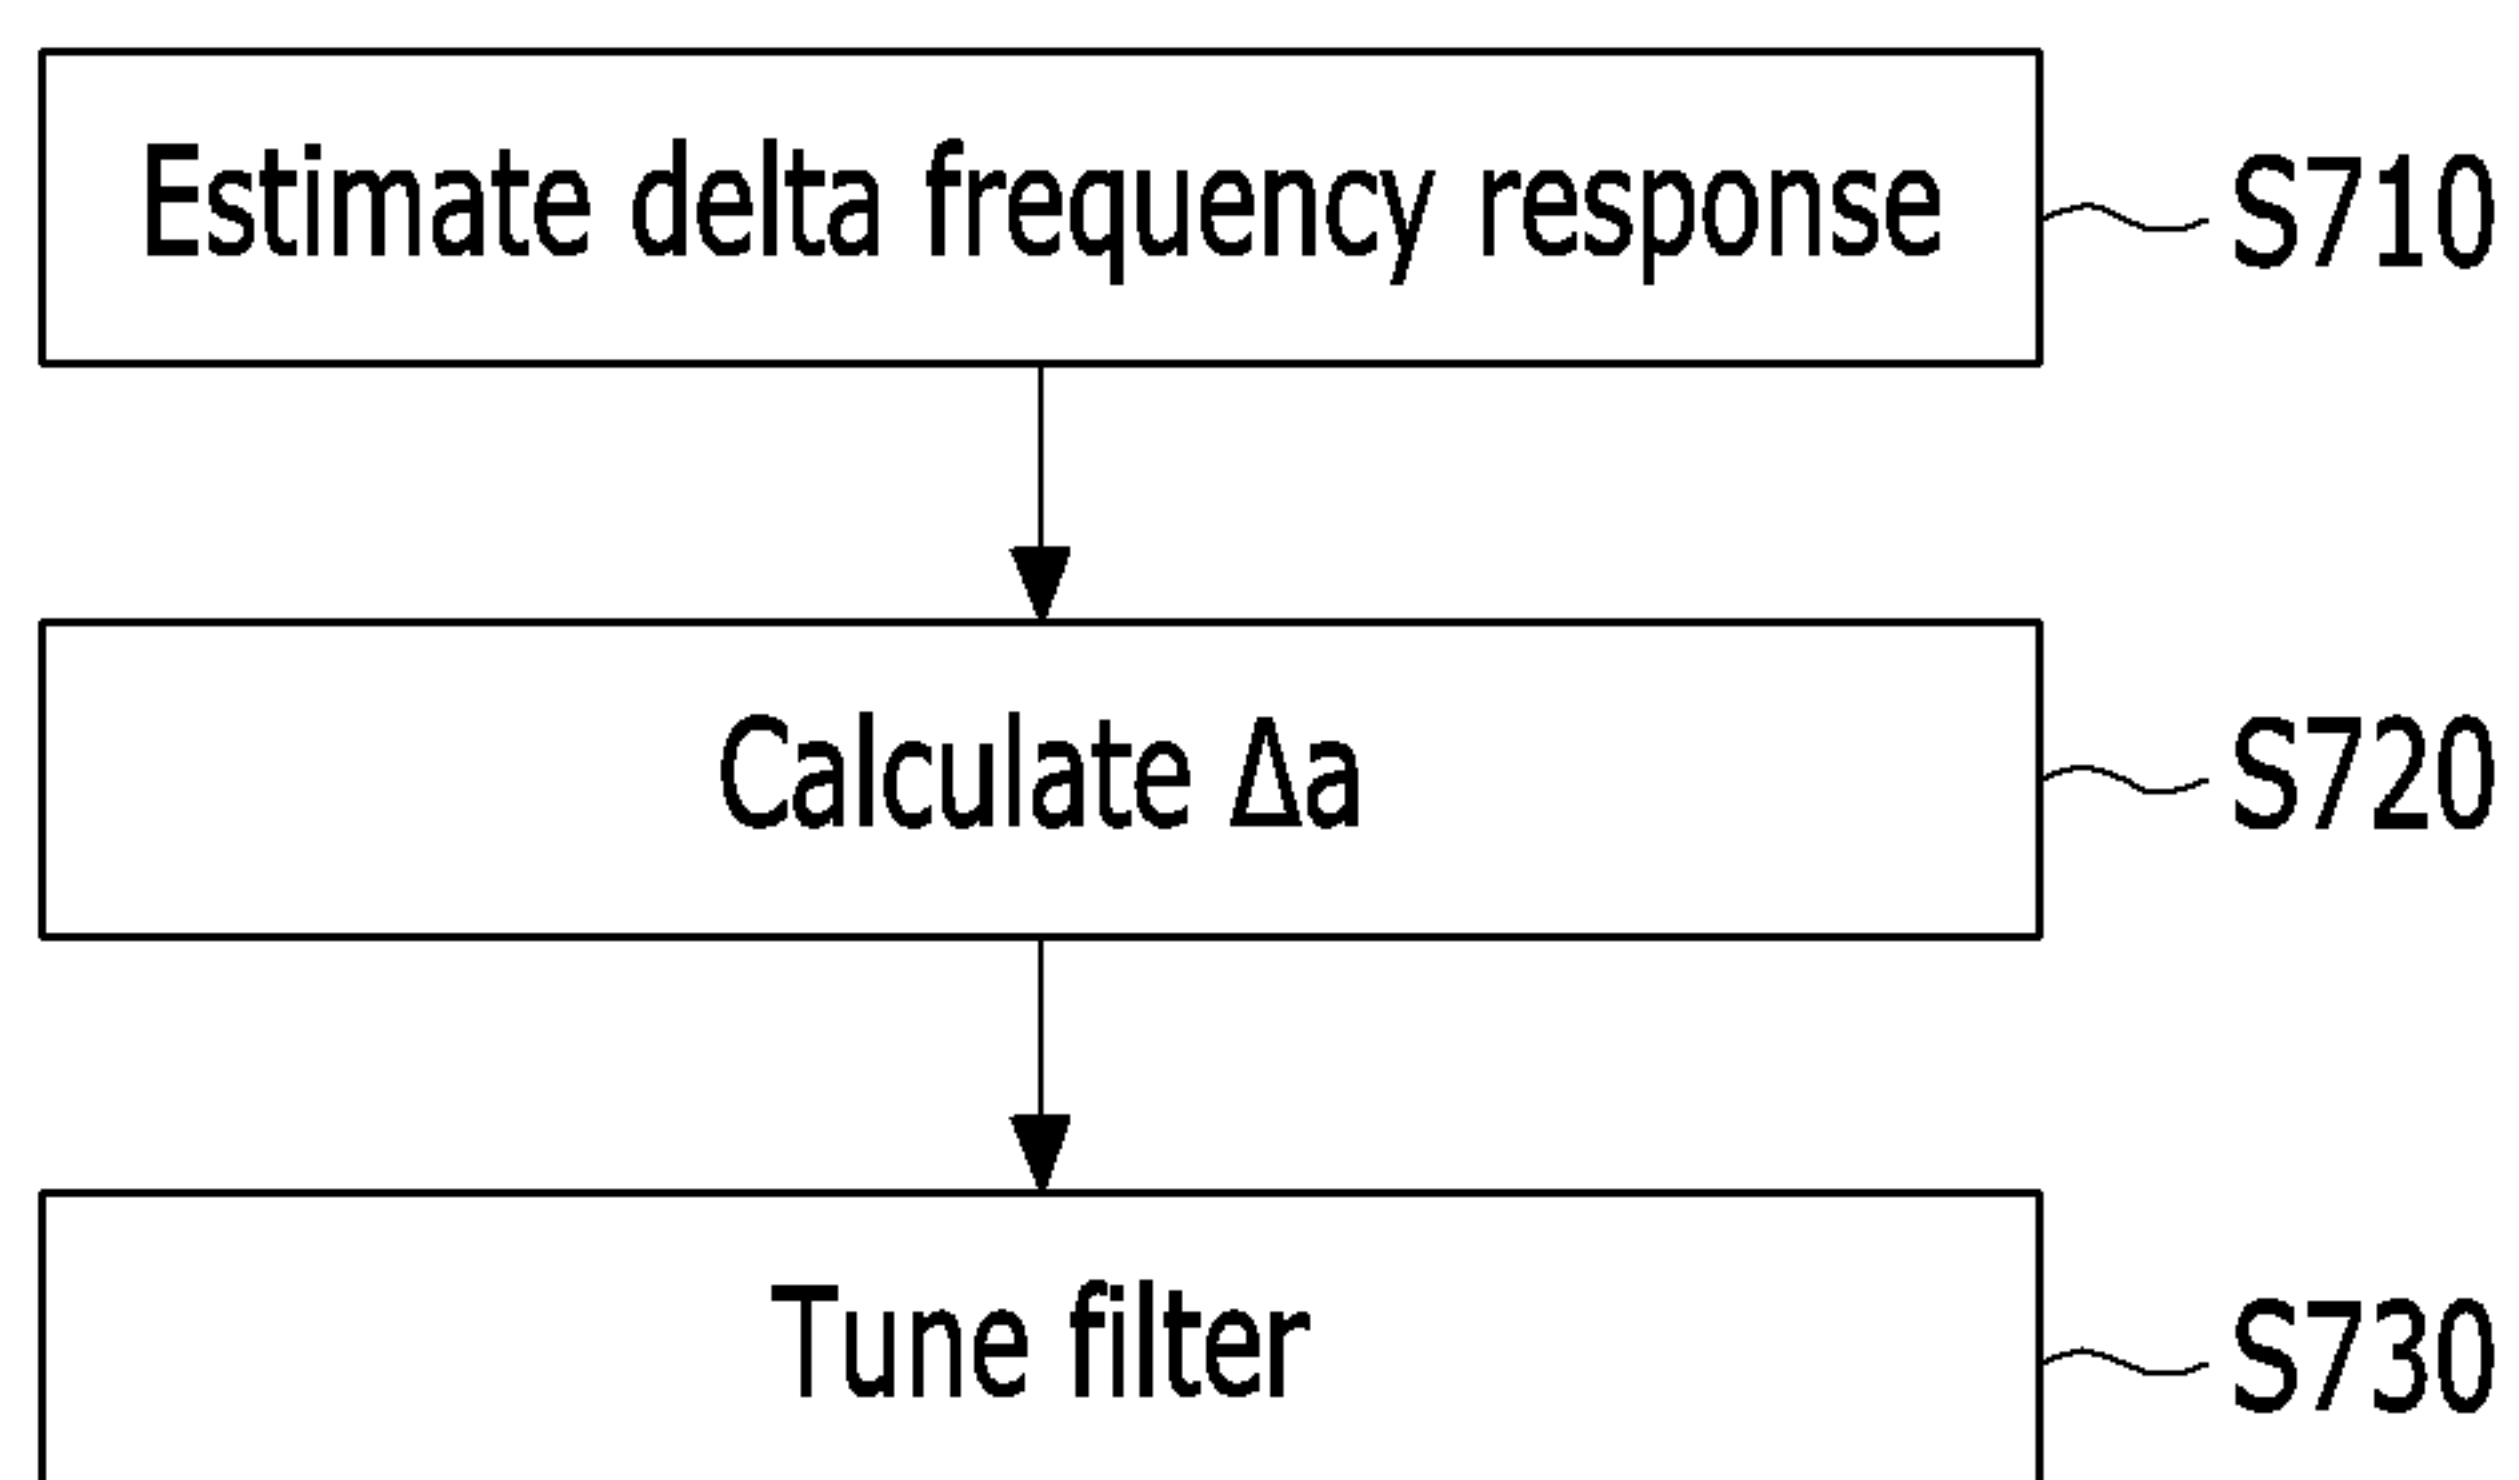 Estimate delta frequency response S710
Calculate Δa S720
Tune filter S730